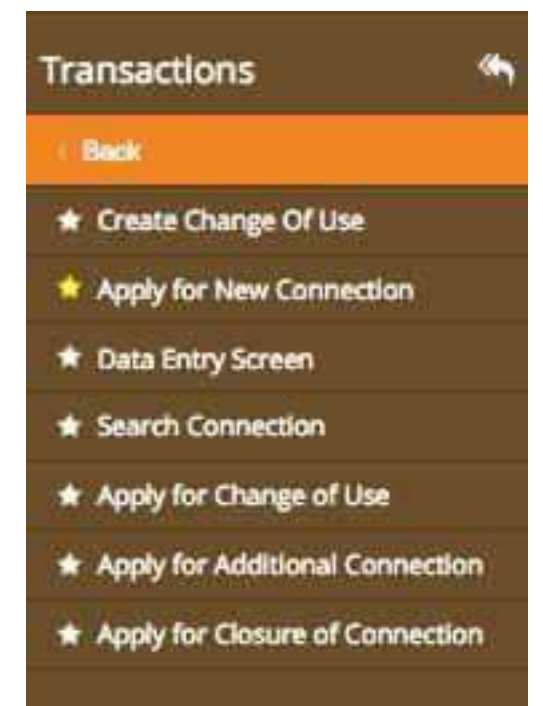 Transactions
Back
Create Change Of Use
Apply for New Connection
Data Entry Screen
Search Connection
Apply for Change of Use
Apply for Additional Connection
Apply for Closure of Connection